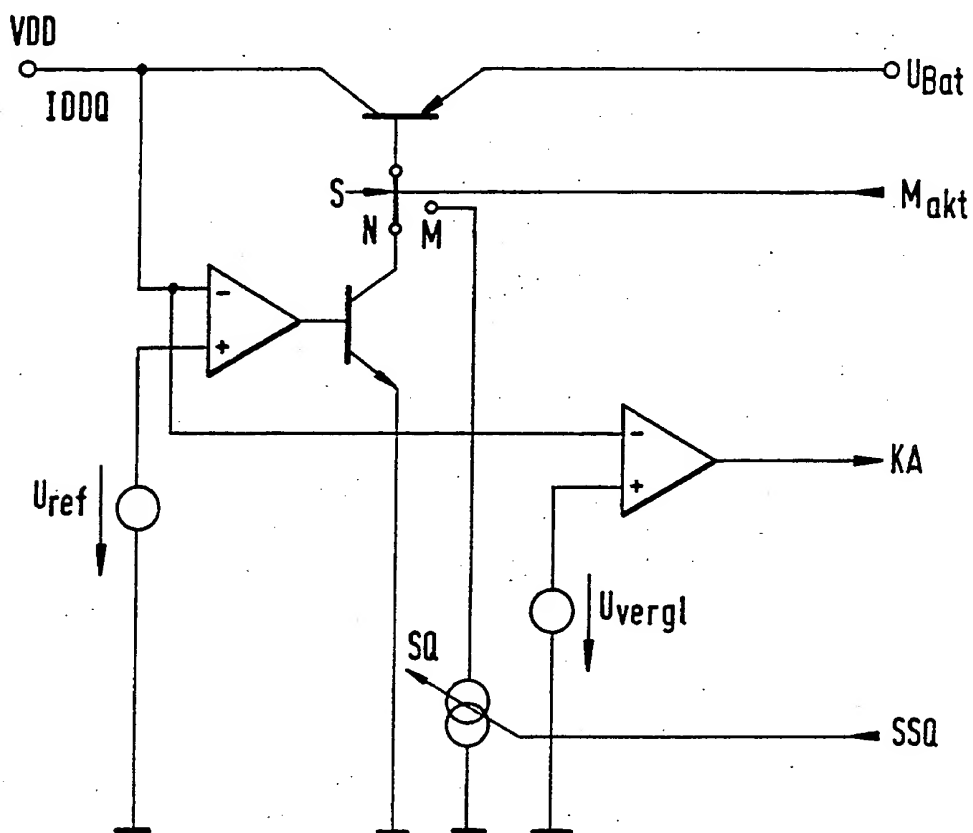 VDD
UBat
IDDQ
S
Makt
N
M
-
+
-
KA
+
Uref
Uvergl
SQ
SSQ